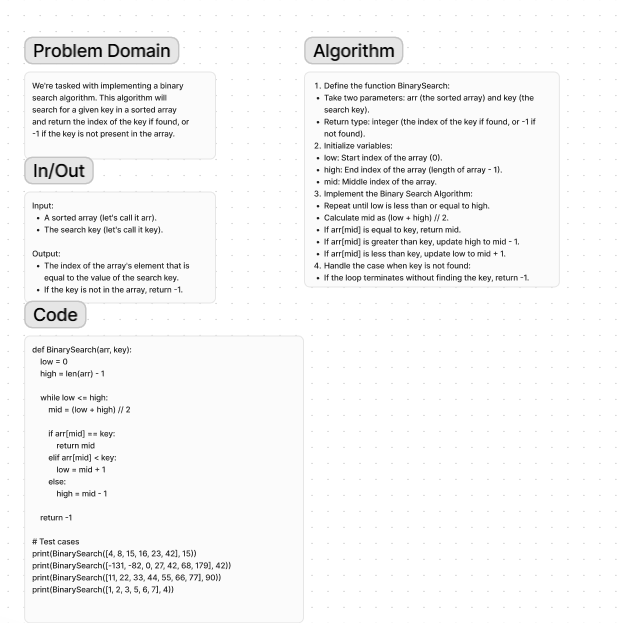 Problem Domain
We're tasked with implementing a binary
search algorithm. This algorithm will
search for a given key in a sorted array
and return the index of the key if found, or
-1 if the key is not present in the array.
In/Out
Input:
• A sorted array (let's call it arr).
• The search key (let's call it key).
Output:
• The index of the array's element that is
equal to the value of the search key.
• If the key is not in the array, return -1.
Algorithm
1. Define the function BinarySearch:
• Take two parameters: arr (the sorted array) and key (the
search key).
• Return type: integer (the index of the key if found, or -1 if
not found).
2. Initialize variables:
• low: Start index of the array (0).
• high: End index of the array (length of array - 1).
• mid: Middle index of the array.
3. Implement the Binary Search Algorithm:
• Repeat until low is less than or equal to high.
• Calculate mid as (low + high) // 2.
• If arr[mid] is equal to key, return mid.
• If arr[mid] is greater than key, update high to mid - 1.
• If arr[mid] is less than key, update low to mid + 1.
4. Handle the case when key is not found:
• If the loop terminates without finding the key, return -1.
Code
def BinarySearch(arr, key):
low = 0
high = len(arr) - 1
while low <= high:
mid = (low + high) // 2
if arr[mid] == key:
return mid
elif arr[mid] < key:
low = mid + 1
else:
high = mid - 1
return -1
# Test cases
print(BinarySearch([4, 8, 15, 16, 23, 42], 15))
print(BinarySearch([-131, -82, 0, 27, 42, 68, 179], 42))
print(BinarySearch([11, 22, 33, 44, 55, 66, 77], 90))
print(BinarySearch([1, 2, 3, 5, 6, 7], 4))